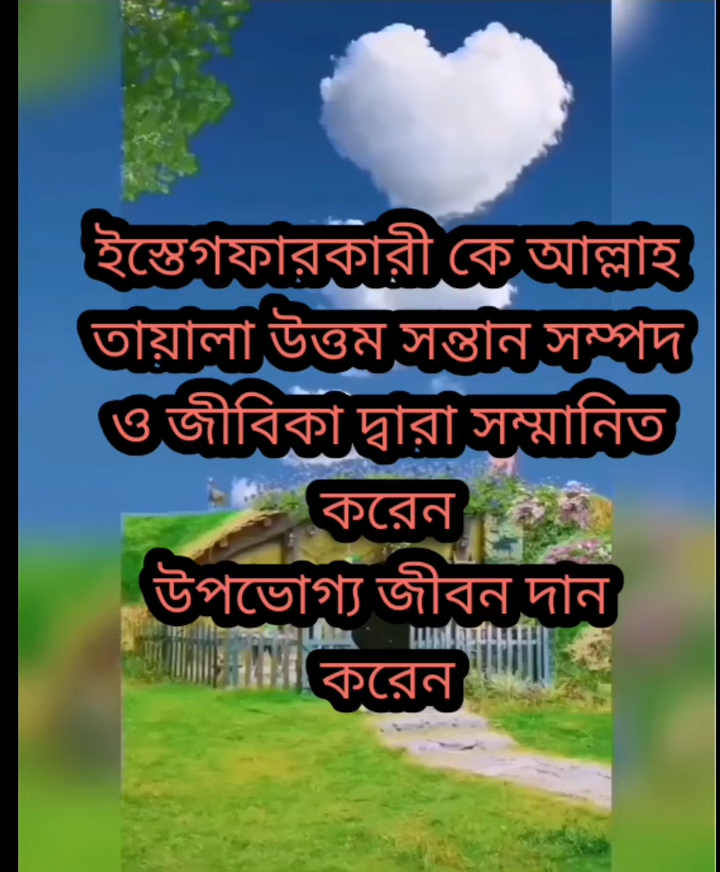 ইস্তেগফারকারী কে আল্লাহ
তায়ালা উত্তম সন্তান সম্পদ
ও জীবিকা দ্বারা সম্মানিত
করেন
উপভোগ্য জীবন দান
করেন